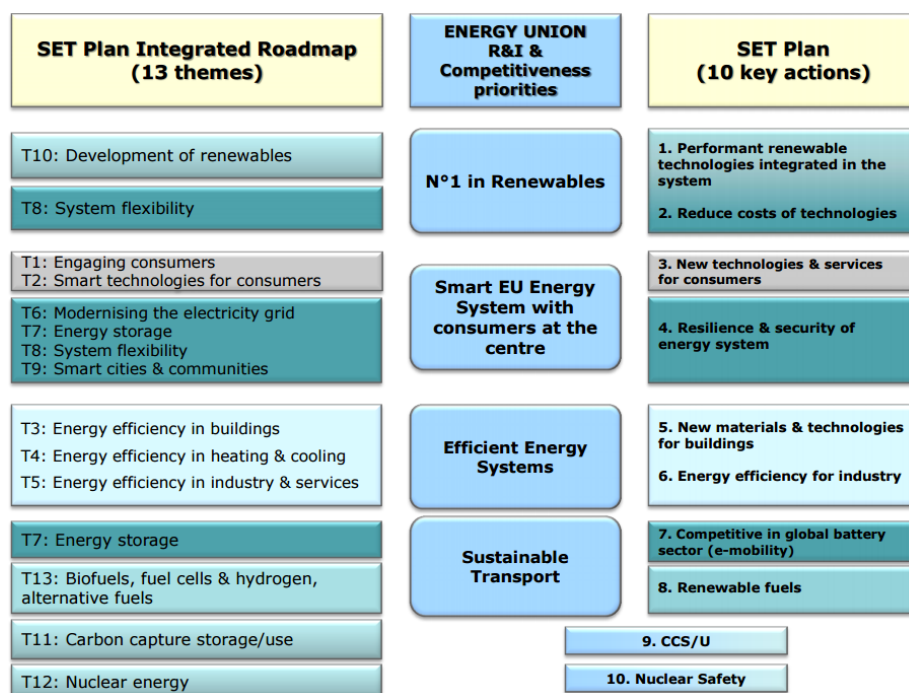 SET Plan Integrated Roadmap
(13 themes)
ENERGY UNION
R&I &
Competitiveness
priorities
SET Plan
(10 key actions)
T10: Development of renewables
T8: System flexibility
N°1 in Renewables
1. Performant renewable
technologies integrated in the
system
2. Reduce costs of technologies
T1: Engaging consumers
T2: Smart technologies for consumers
T6: Modernising the electricity grid
T7: Energy storage
T8: System flexibility
T9: Smart cities & communities
Smart EU Energy
System with
consumers at the
centre
3. New technologies & services
for consumers
4. Resilience & security of
energy system
T3: Energy efficiency in buildings
T4: Energy efficiency in heating & cooling
T5: Energy efficiency in industry & services
Efficient Energy
Systems
5. New materials & technologies
for buildings
6. Energy efficiency for industry
T7: Energy storage
T13: Biofuels, fuel cells & hydrogen,
alternative fuels
Sustainable
Transport
7. Competitive in global battery
sector (e-mobility)
8. Renewable fuels
T11: Carbon capture storage/use
9. CCS/U
T12: Nuclear energy
10. Nuclear Safety